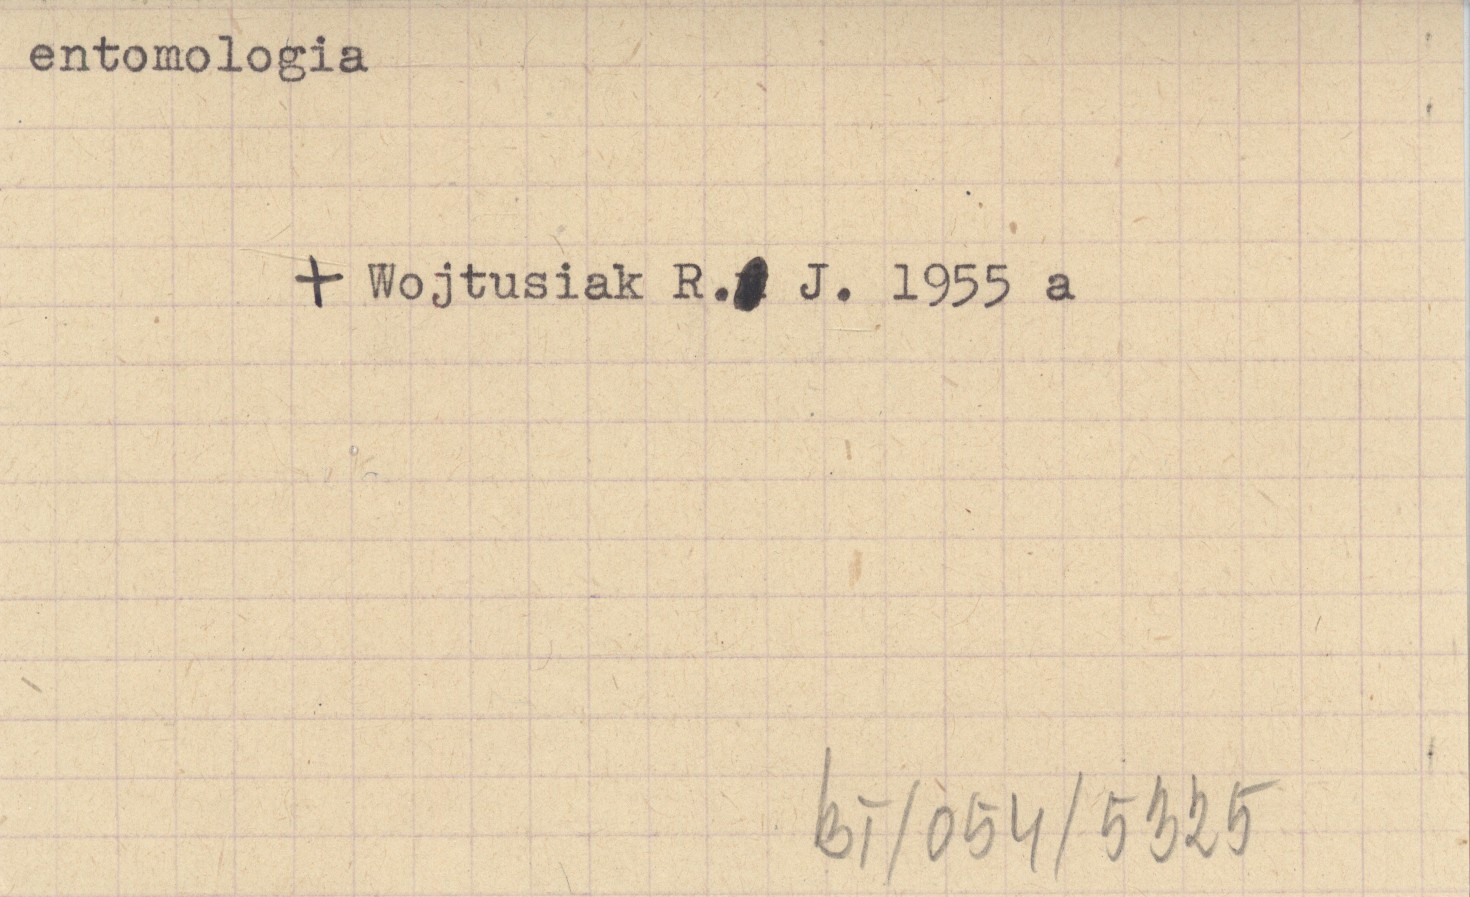 entomologia
+ Wojtusiak R. J. 1955 a
bI/054/5325